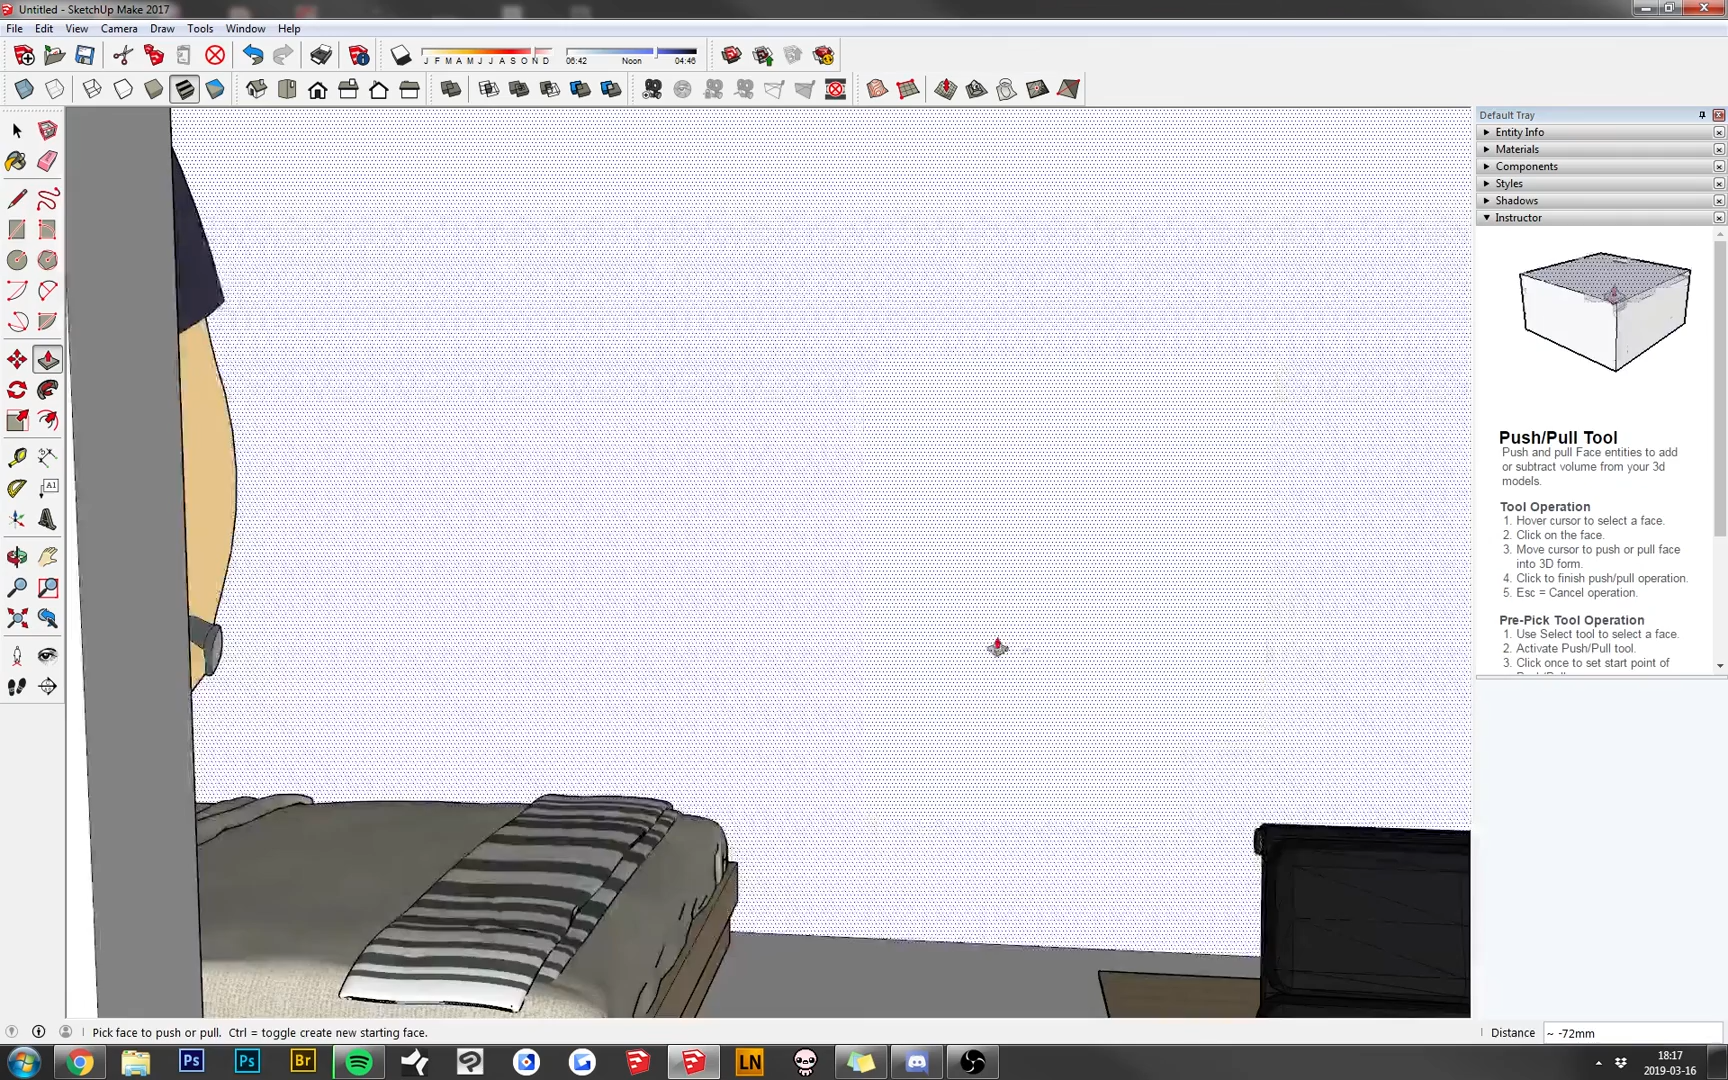 Untitled - SketchUp Make 2017
File Edit View Camera Draw Tools Window Help
J F M A M J J A S O N D
06:42 Noon 04:46
Default Tray
Entity Info
Materials
Components
Styles
Shadows
Instructor
A1
Push/Pull Tool
Push and pull Face entities to add
or subtract volume from your 3d
models.
Tool Operation
1. Hover cursor to select a face.
2. Click on the face.
3. Move cursor to push or pull face
into 3D form.
4. Click to finish push/pull operation.
5. Esc = Cancel operation.
Pre-Pick Tool Operation
1. Use Select tool to select a face.
2. Activate Push/Pull tool.
3. Click once to set start point of
Pick face to push or pull. Ctrl = toggle create new starting face.
Distance ~ -72mm
Ps Ps Br LN
18:17
2019-03-16